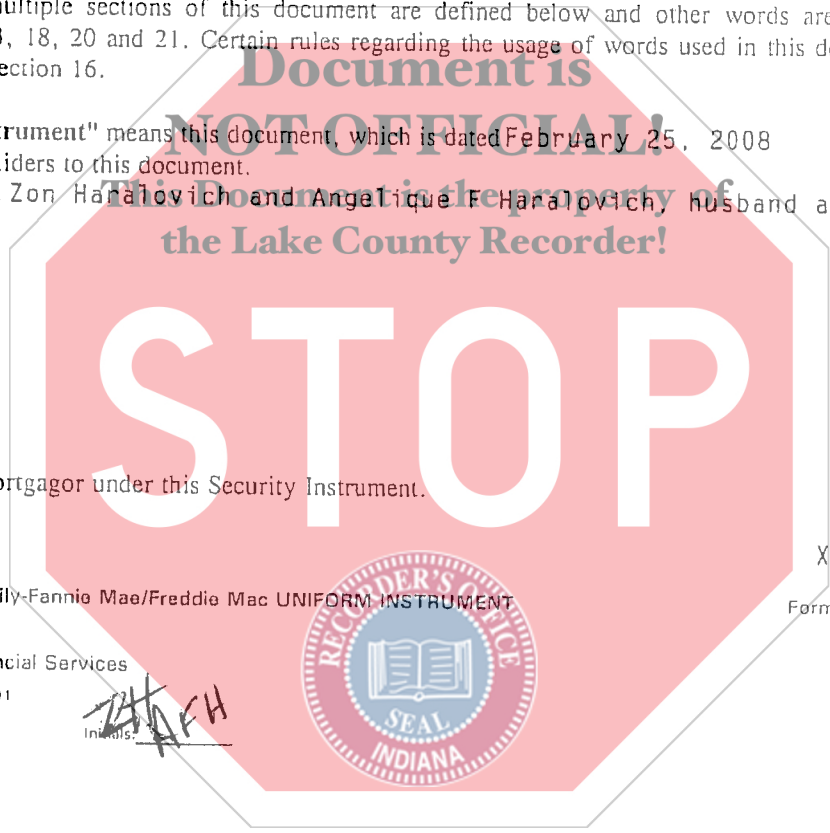 multiple sections of this document are defined below and other words are
, 18, 20 and 21. Certain rules regarding the usage of words used in this d
ection 16.
Document is
NOT OFFICIAL!
This Document is the property of
the Lake County Recorder!
trument" means this document, which is dated February 25, 2008
iders to this document.
Zon Haralovich and Angelique F Haralovich, husband a
STOP
ortgagor under this Security Instrument.
X
ily-Fannie Mae/Freddie Mac UNIFORM INSTRUMENT
Form
ncial Services
Initials:
ZH AFH
RECORDER'S OFFICE
SEAL
INDIANA